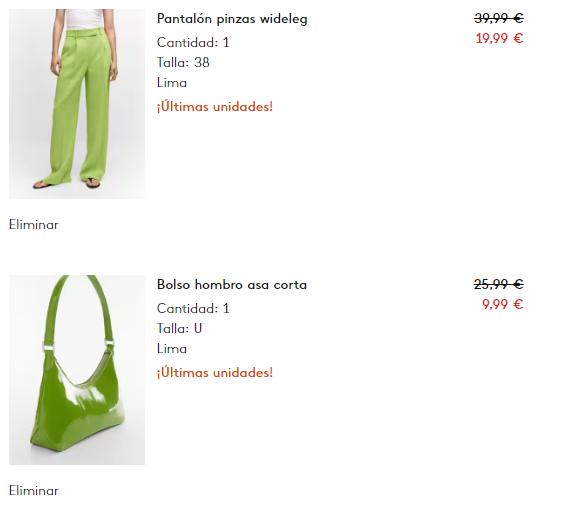 Pantalón pinzas wideleg
39,99 €
Cantidad: 1
19,99 €
Talla: 38
Lima
¡Últimas unidades!
Eliminar
Bolso hombro asa corta
25,99 €
Cantidad: 1
9,99 €
Talla: U
Lima
¡Últimas unidades!
Eliminar